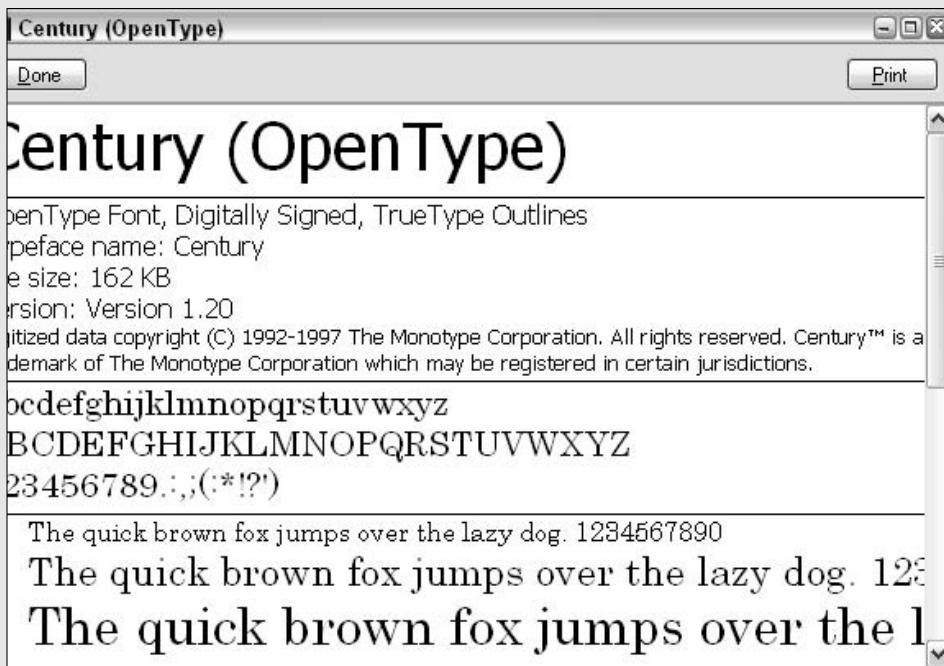 Century (OpenType)
Done
Print
Century (OpenType)
penType Font, Digitally Signed, TrueType Outlines
ypeface name: Century
e size: 162 KB
ersion: Version 1.20
gitized data copyright (C) 1992-1997 The Monotype Corporation. All rights reserved. Century™ is a
demark of The Monotype Corporation which may be registered in certain jurisdictions.
bcdefghijklmnopqrstuvwxyz
BCDEFGHIJKLMNOPQRSTUVWXYZ
23456789.:,;(:*!?')
The quick brown fox jumps over the lazy dog. 1234567890
The quick brown fox jumps over the lazy dog. 123
The quick brown fox jumps over the l